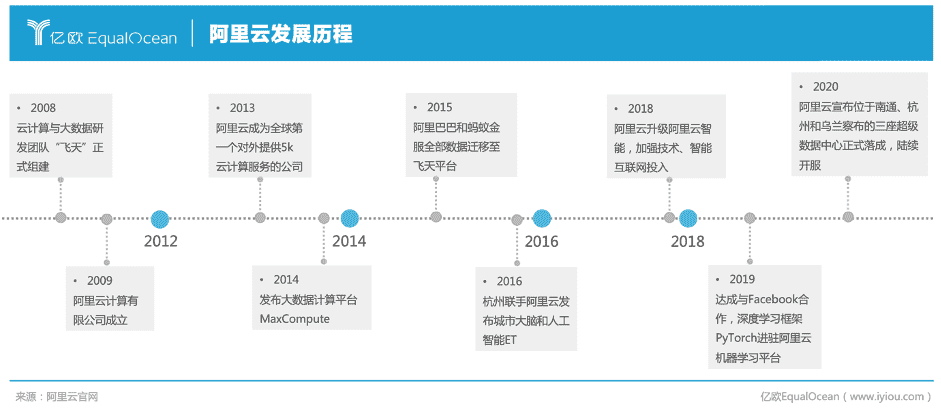 亿欧 EqualOcean
阿里云发展历程
• 2008
云计算与大数据研
发团队“飞天”正
式组建
• 2013
阿里云成为全球第
一个对外提供5k
云计算服务的公司
• 2015
阿里巴巴和蚂蚁金
服全部数据迁移至
飞天平台
• 2018
阿里云升级阿里云智
能，加强技术、智能
互联网投入
• 2020
阿里云宣布位于南通、杭
州和乌兰察布的三座超级
数据中心正式落成，陆续
开服
2012
2014
2016
2018
• 2009
阿里云计算有
限公司成立
• 2014
发布大数据计算平台
MaxCompute
• 2016
杭州联手阿里云发
布城市大脑和人工
智能ET
• 2019
达成与Facebook合
作，深度学习框架
PyTorch进驻阿里云
机器学习平台
来源：阿里云官网
亿欧EqualOcean（www.iyiou.com）